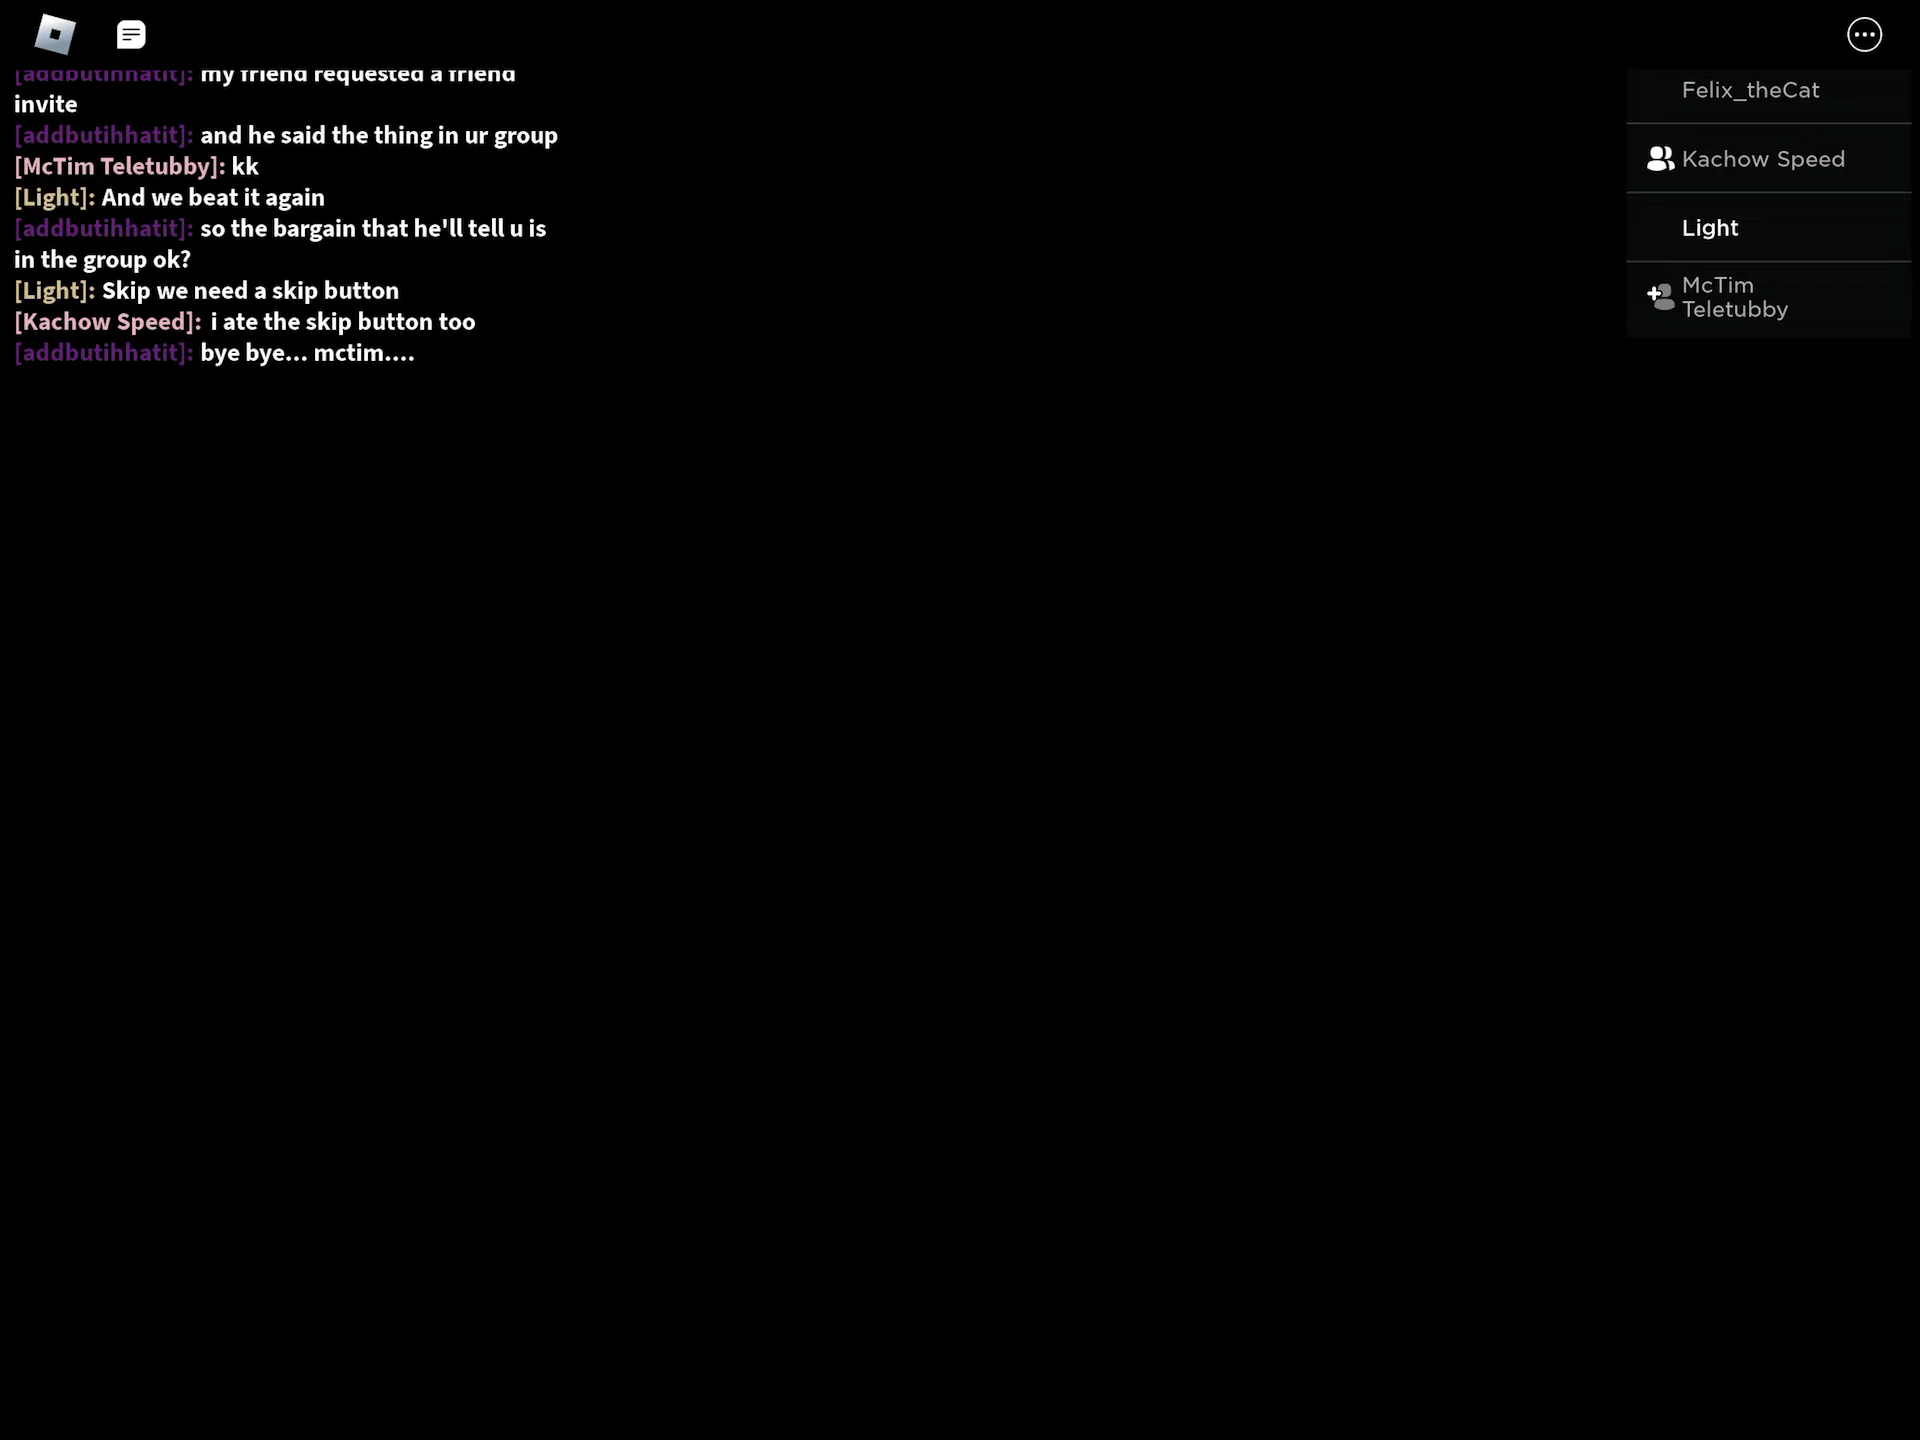 [addbutihhatit]: my friend requested a friend
invite
[addbutihhatit]: and he said the thing in ur group
[McTim Teletubby]: kk
[Light]: And we beat it again
[addbutihhatit]: so the bargain that he'll tell u is
in the group ok?
[Light]: Skip we need a skip button
[Kachow Speed]: i ate the skip button too
[addbutihhatit]: bye bye... mctim....
Felix_theCat
Kachow Speed
Light
McTim
Teletubby